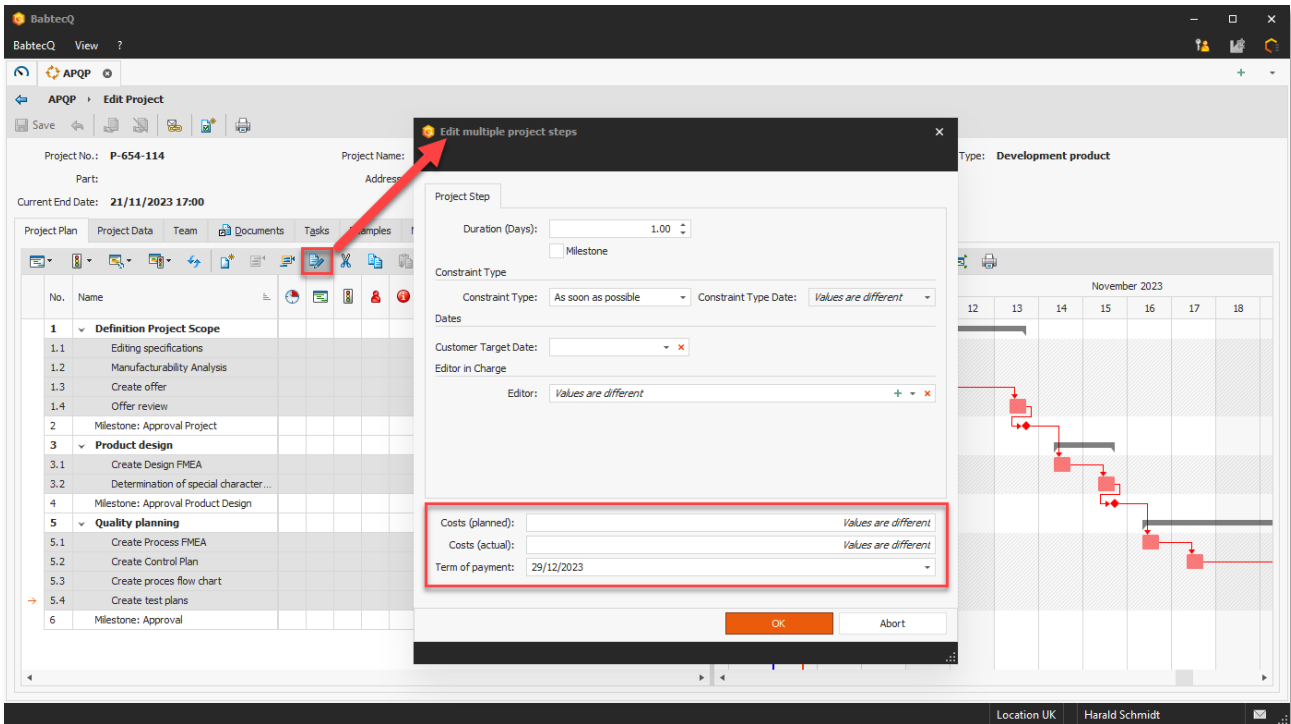 BabtecQ
BabtecQ View ?
APQP
APQP Edit Project
Save
Project No.: P-654-114 Project Name: Type: Development product
Part: Address
Current End Date: 21/11/2023 17:00
Project Plan Project Data Team Documents Tasks
No. Name
1 Definition Project Scope
1.1 Editing specifications
1.2 Manufacturability Analysis
1.3 Create offer
1.4 Offer review
2 Milestone: Approval Project
3 Product design
3.1 Create Design FMEA
3.2 Determination of special character...
4 Milestone: Approval Product Design
5 Quality planning
5.1 Create Process FMEA
5.2 Create Control Plan
5.3 Create proces flow chart
5.4 Create test plans
6 Milestone: Approval
Edit multiple project steps
Project Step
Duration (Days): 1.00
Milestone
Constraint Type
Constraint Type: As soon as possible Constraint Type Date: Values are different
Dates
Customer Target Date:
Editor in Charge
Editor: Values are different
Costs (planned): Values are different
Costs (actual): Values are different
Term of payment: 29/12/2023
OK Abort
November 2023
12 13 14 15 16 17 18
Location UK Harald Schmidt